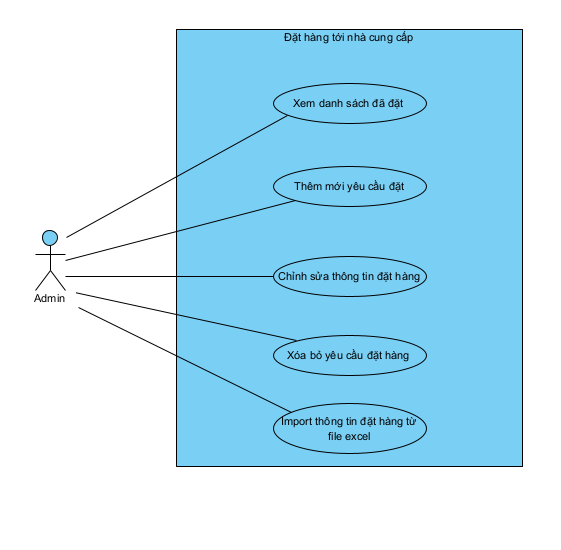 Đặt hàng tới nhà cung cấp
Xem danh sách đã đặt
Thêm mới yêu cầu đặt
Chỉnh sửa thông tin đặt hàng
Admin
Xóa bỏ yêu cầu đặt hàng
Import thông tin đặt hàng từ
file excel